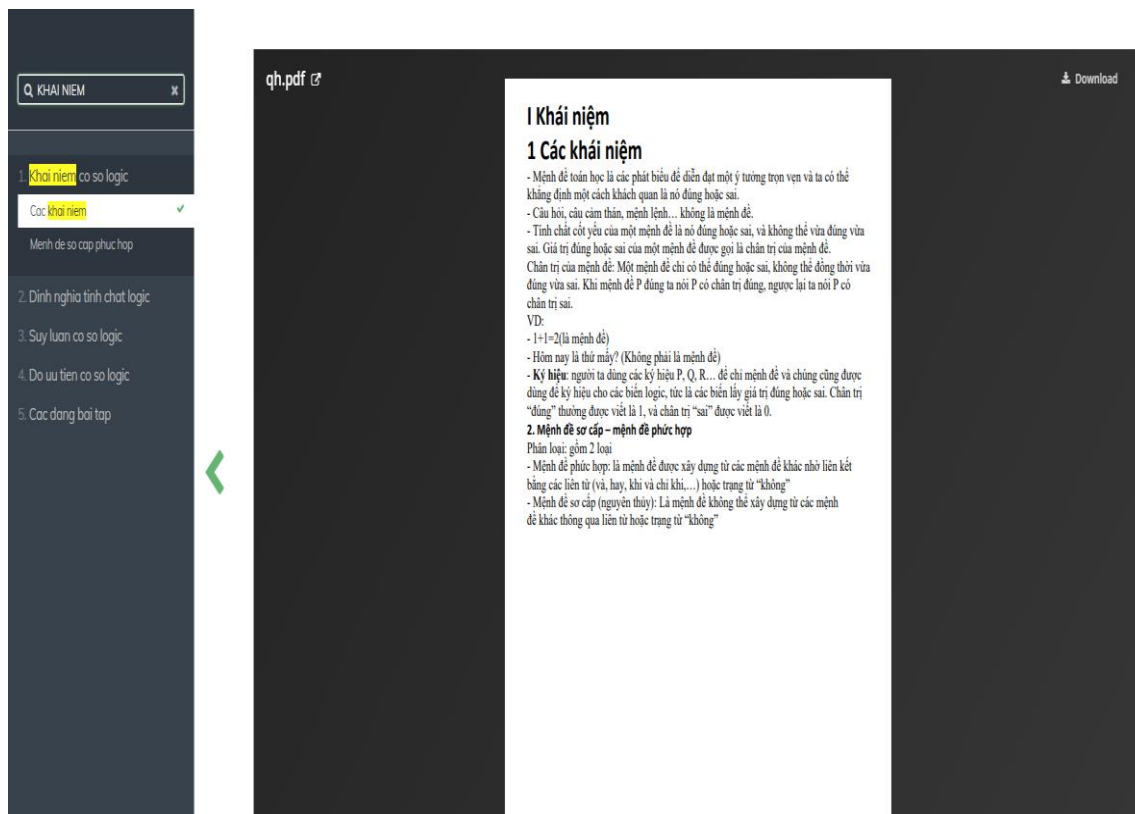 KHAI NIEM
1. Khai niem co so logic
Cac khai niem
Menh de so cap phuc hop
2. Dinh nghia tinh chat logic
3. Suy luan co so logic
4. Do uu tien co so logic
5. Cac dang bai tap
qh.pdf
Download
I Khái niệm
1 Các khái niệm
- Mệnh đề toán học là các phát biểu để diễn đạt một ý tưởng trọn vẹn và ta có thể
khẳng định một cách khách quan là nó đúng hoặc sai.
- Câu hỏi, câu cảm thán, mệnh lệnh… không là mệnh đề.
- Tính chất cốt yếu của một mệnh đề là nó đúng hoặc sai, và không thể vừa đúng vừa
sai. Giá trị đúng hoặc sai của một mệnh đề được gọi là chân trị của mệnh đề.
Chân trị của mệnh đề: Một mệnh đề chỉ có thể đúng hoặc sai, không thể đồng thời vừa
đúng vừa sai. Khi mệnh đề P đúng ta nói P có chân trị đúng, ngược lại ta nói P có
chân trị sai.
VD:
- 1+1=2(là mệnh đề)
- Hôm nay là thứ mấy? (Không phải là mệnh đề)
- Ký hiệu: người ta dùng các ký hiệu P, Q, R… để chỉ mệnh đề và chúng cũng được
dùng để ký hiệu cho các biến logic, tức là các biến lấy giá trị đúng hoặc sai. Chân trị
“đúng” thường được viết là 1, và chân trị “sai” được viết là 0.
2. Mệnh đề sơ cấp – mệnh đề phức hợp
Phân loại: gồm 2 loại
- Mệnh đề phức hợp: là mệnh đề được xây dựng từ các mệnh đề khác nhờ liên kết
bằng các liên từ (và, hay, khi và chỉ khi,…) hoặc trạng từ “không”
- Mệnh đề sơ cấp (nguyên thủy): Là mệnh đề không thể xây dựng từ các mệnh
đề khác thông qua liên từ hoặc trạng từ “không”